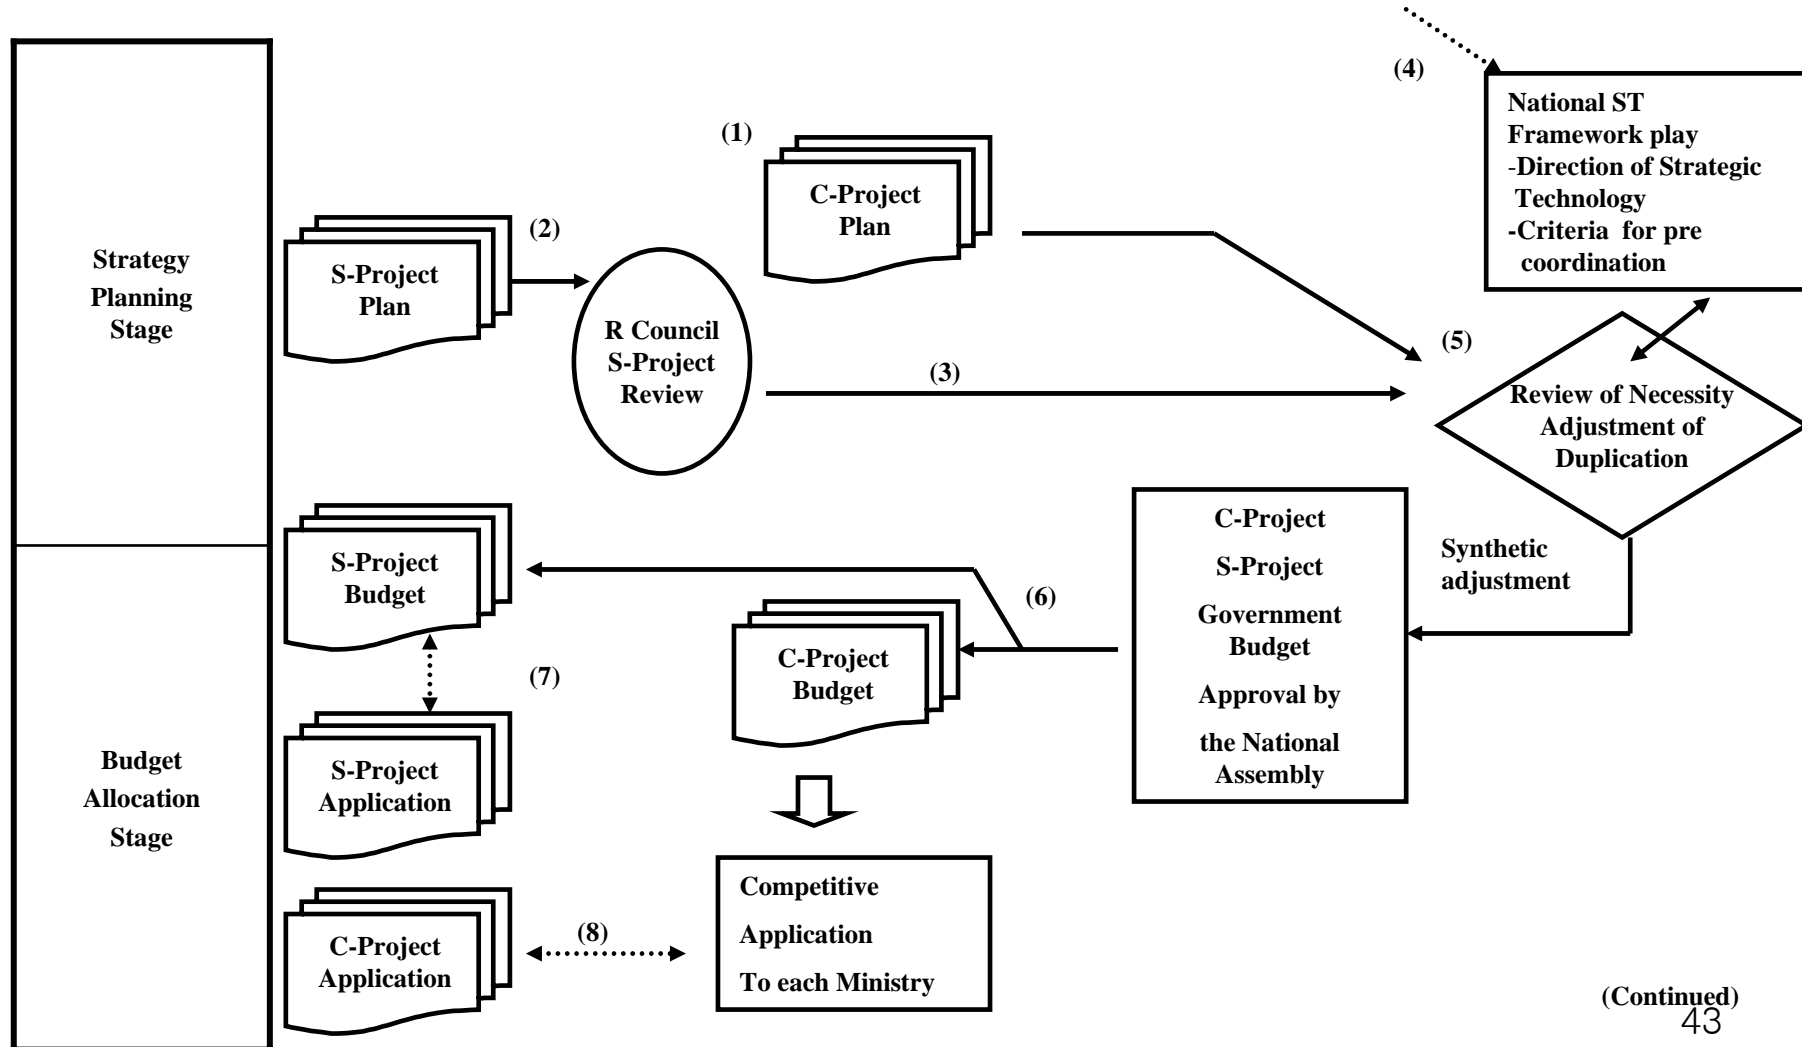 (4)
National ST
Framework play
-Direction of Strategic
Technology
-Criteria for pre
coordination
(1)
C-Project
Plan
Strategy
Planning
Stage
(2)
S-Project
Plan
R Council
S-Project
Review
(3)
(5)
Review of Necessity
Adjustment of
Duplication
Synthetic
adjustment
C-Project
S-Project
Government
Budget
Approval by
the National
Assembly
(6)
S-Project
Budget
C-Project
Budget
(7)
Budget
Allocation
Stage
S-Project
Application
C-Project
Application
(8)
Competitive
Application
To each Ministry
(Continued)
43